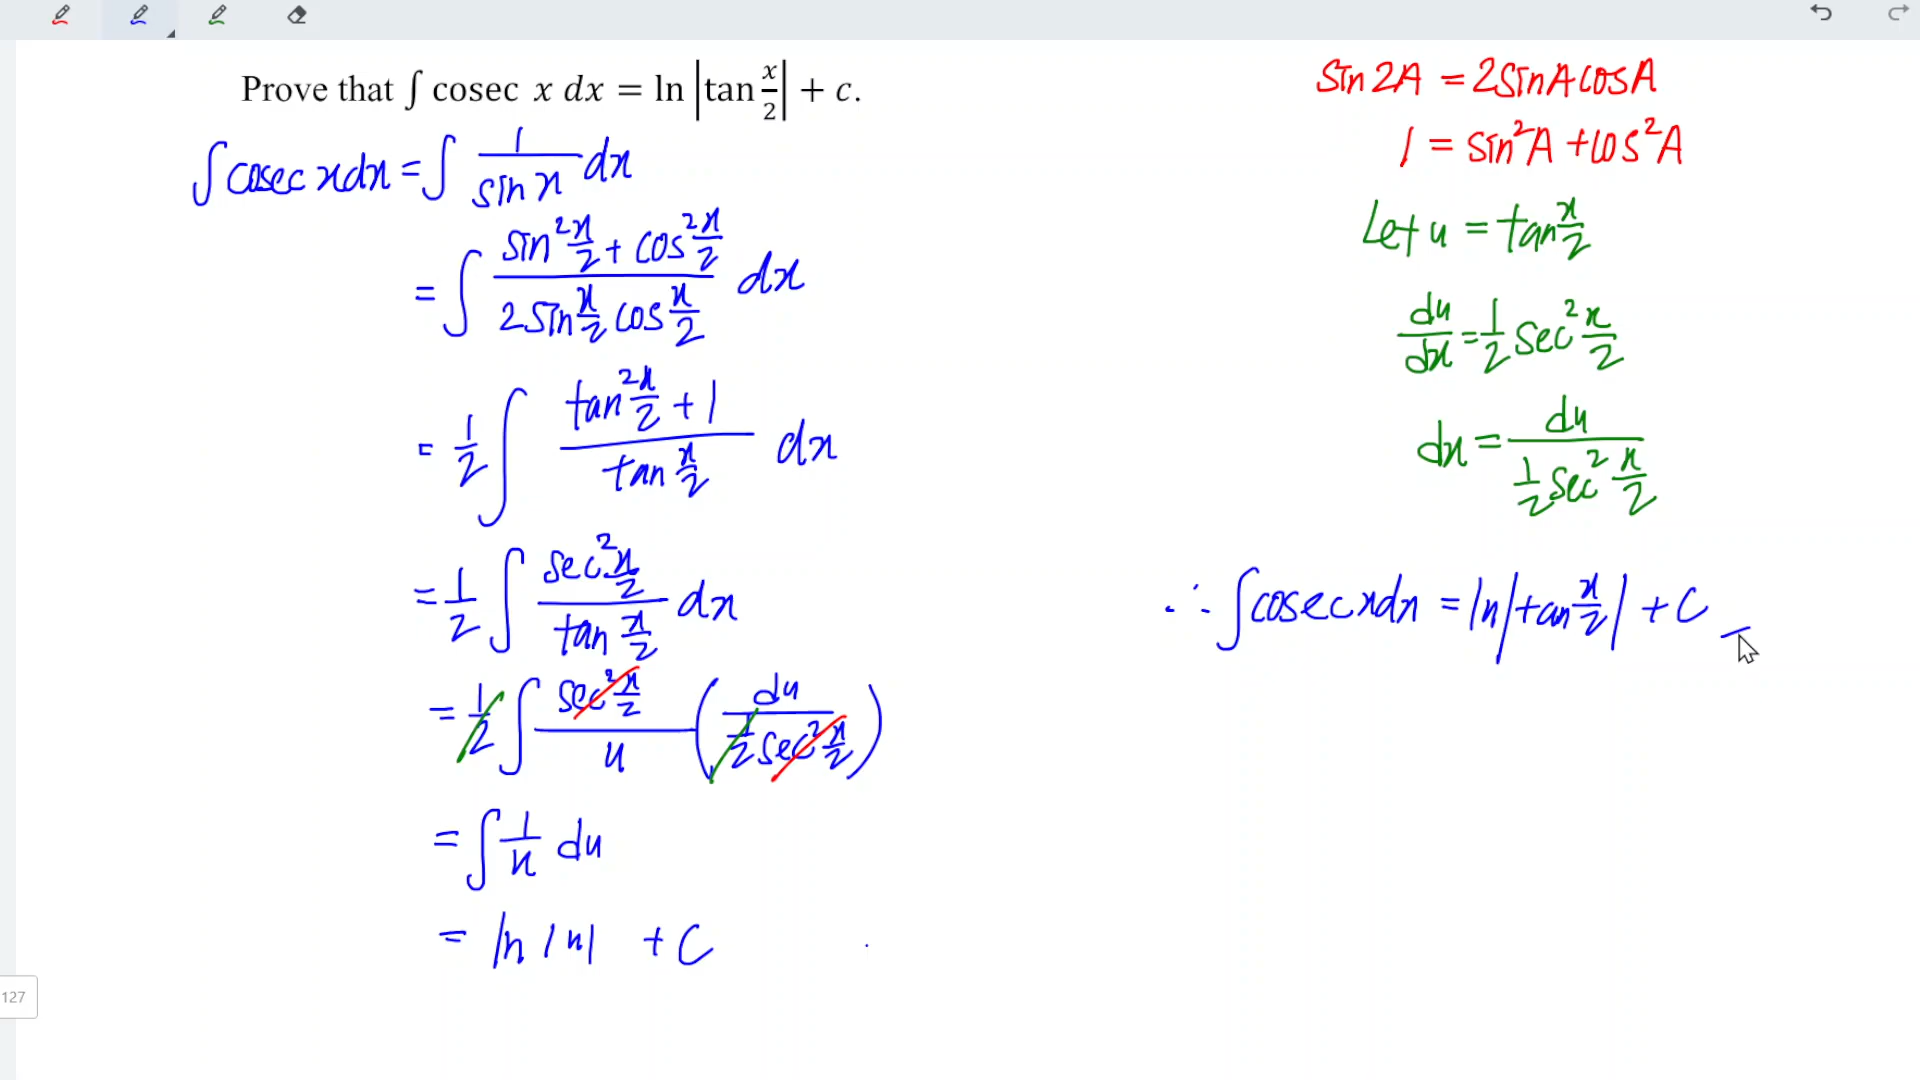 Prove that ∫ cosec x dx = ln |tan x/2| + c.
∫ cosec x dx = ∫ 1/sin x dx
= ∫ (sin² x/2 + cos² x/2)/(2 sin x/2 cos x/2) dx
= 1/2 ∫ (tan² x/2 + 1)/(tan x/2) dx
= 1/2 ∫ (sec² x/2)/(tan x/2) dx
= 1/2 ∫ (sec² x/2)/u (du/(1/2 sec² x/2))
= ∫ 1/u du
= ln |u| + C
sin 2A = 2 sin A cos A
1 = sin² A + cos² A
Let u = tan x/2
du/dx = 1/2 sec² x/2
dx = du/(1/2 sec² x/2)
∴ ∫ cosec x dx = ln |tan x/2| + C
127